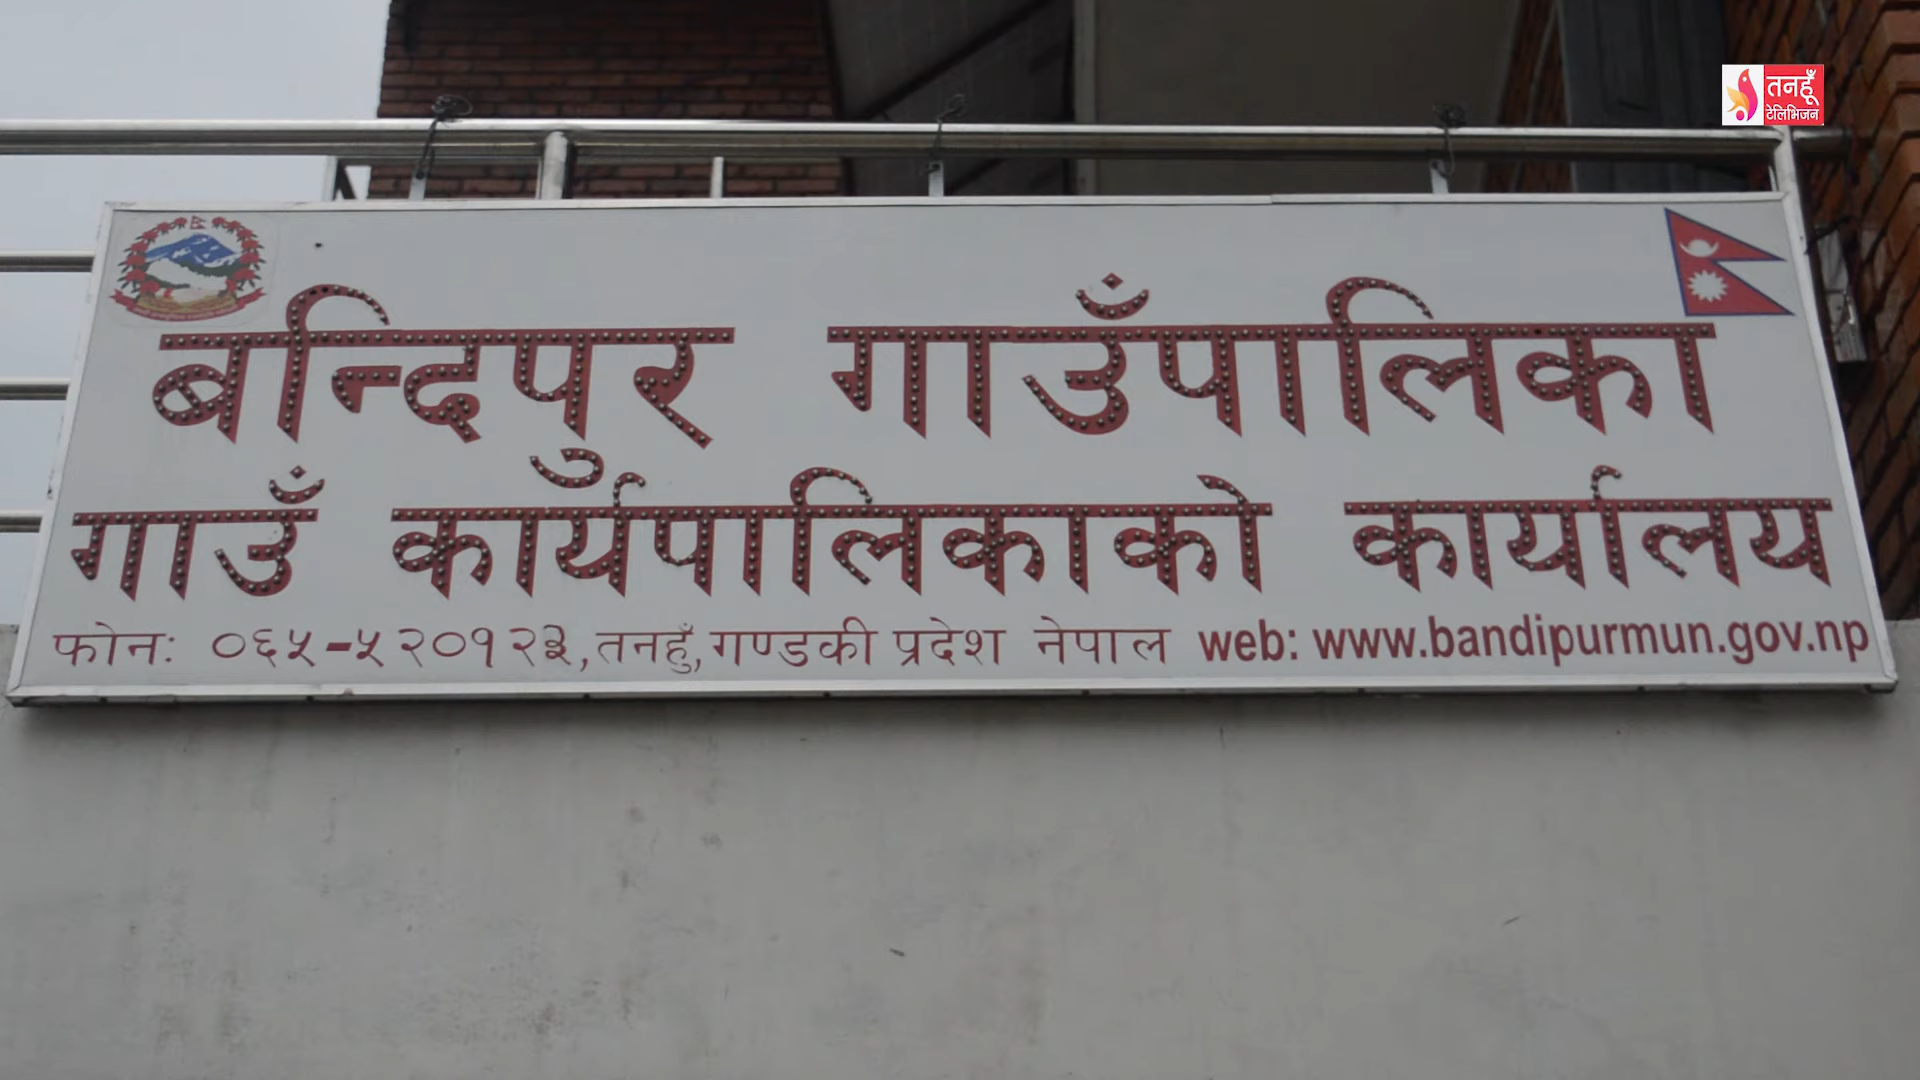 तनहूँ
टेलिभिजन
बन्दिपुर गाउँपालिका
गाउँ कार्यपालिकाको कार्यालय
फोन: ०६५-५२०१२३, तनहुँ, गण्डकी प्रदेश नेपाल web: www.bandipurmun.gov.np